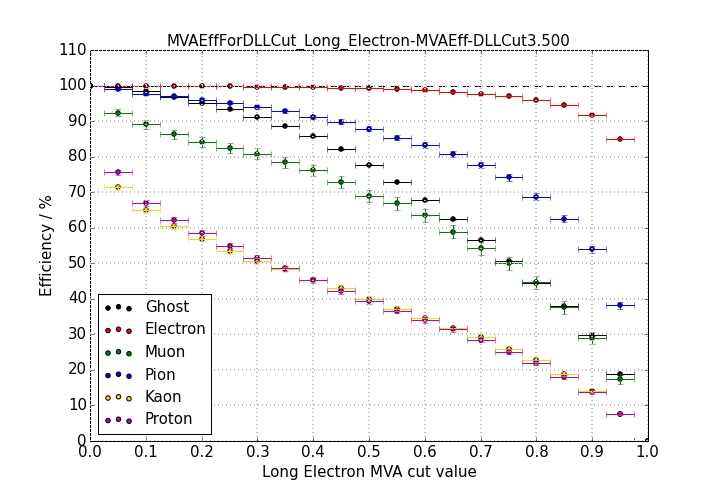 MVAEffForDLLCut_Long_Electron-MVAEff-DLLCut3.500
110
100
90
80
70
60
50
40
30
20
10
0
Efficiency / %
Ghost
Electron
Muon
Pion
Kaon
Proton
0.0 0.1 0.2 0.3 0.4 0.5 0.6 0.7 0.8 0.9 1.0
Long Electron MVA cut value